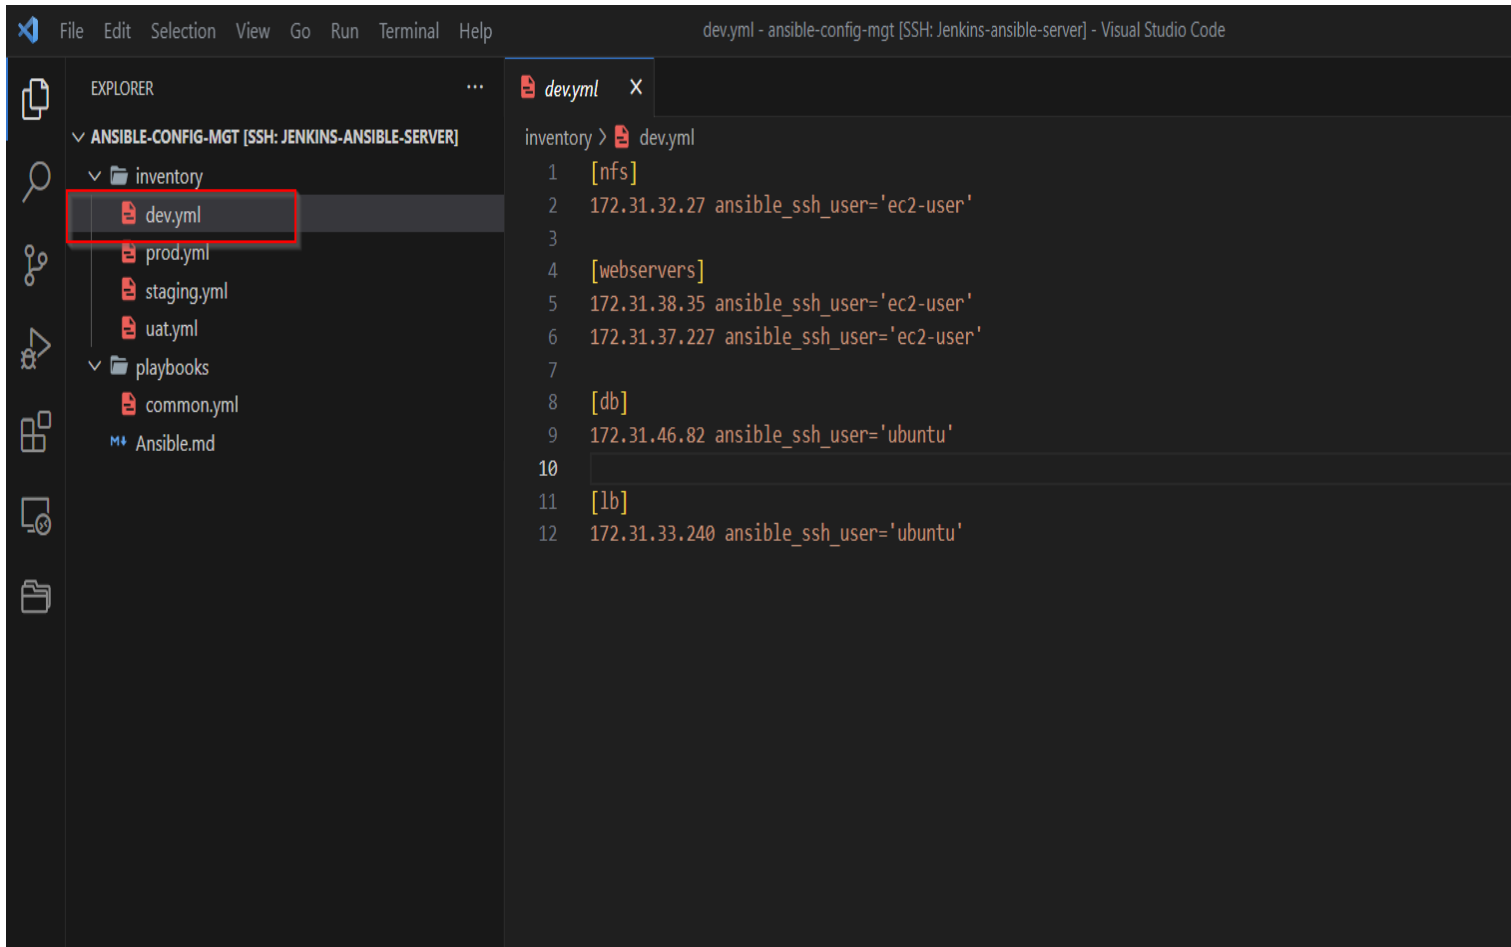 File Edit Selection View Go Run Terminal Help
dev.yml - ansible-config-mgt [SSH: Jenkins-ansible-server] - Visual Studio Code
EXPLORER
ANSIBLE-CONFIG-MGT [SSH: JENKINS-ANSIBLE-SERVER]
inventory
dev.yml
prod.yml
staging.yml
uat.yml
playbooks
common.yml
M↓ Ansible.md
dev.yml
inventory > dev.yml
1 [nfs]
2 172.31.32.27 ansible_ssh_user='ec2-user'
3
4 [webservers]
5 172.31.38.35 ansible_ssh_user='ec2-user'
6 172.31.37.227 ansible_ssh_user='ec2-user'
7
8 [db]
9 172.31.46.82 ansible_ssh_user='ubuntu'
10
11 [lb]
12 172.31.33.240 ansible_ssh_user='ubuntu'